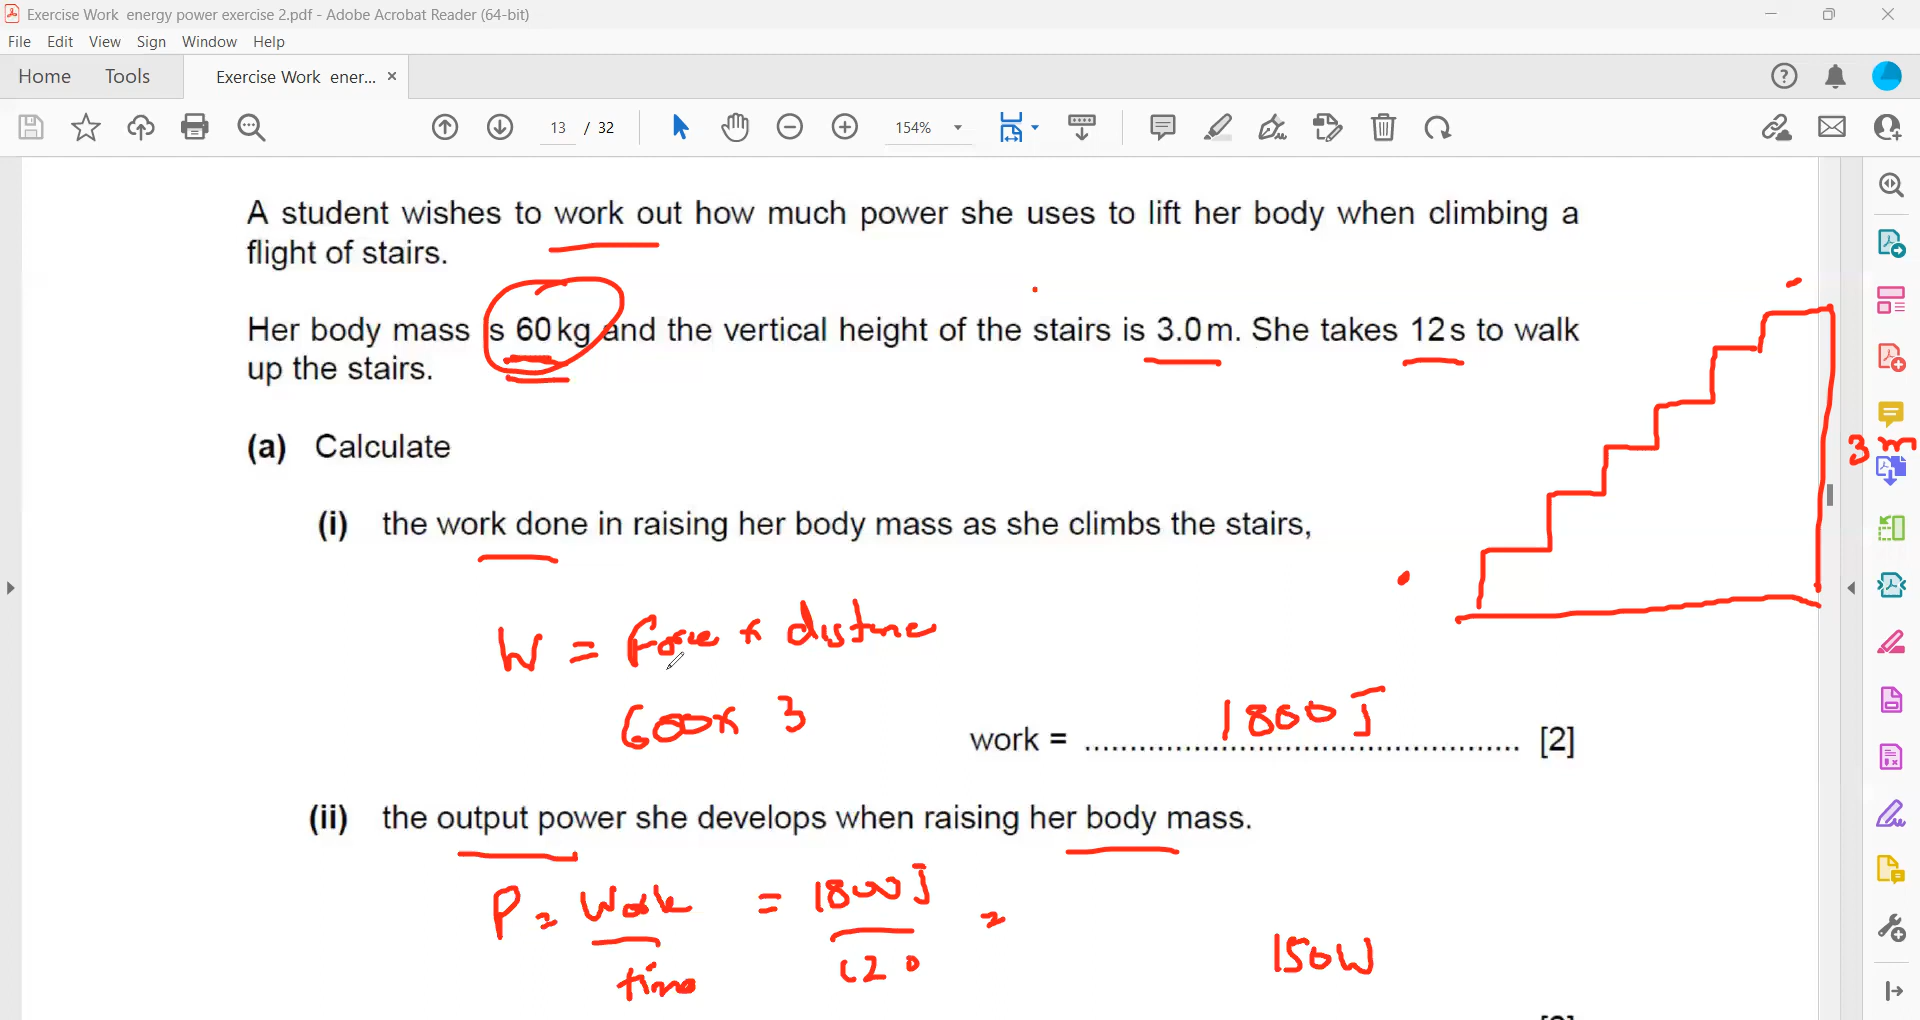 Exercise Work energy power exercise 2.pdf - Adobe Acrobat Reader (64-bit)
File Edit View Sign Window Help
Home Tools Exercise Work ener... ×
13 / 32 154%
A student wishes to work out how much power she uses to lift her body when climbing a
flight of stairs.
Her body mass is 60 kg and the vertical height of the stairs is 3.0 m. She takes 12 s to walk
up the stairs.
3 m
(a) Calculate
(i) the work done in raising her body mass as she climbs the stairs,
W = Force × distance
600 × 3
1800 J
work = .................................................. [2]
(ii) the output power she develops when raising her body mass.
P = Work = 1800 J =
time 12
150 W